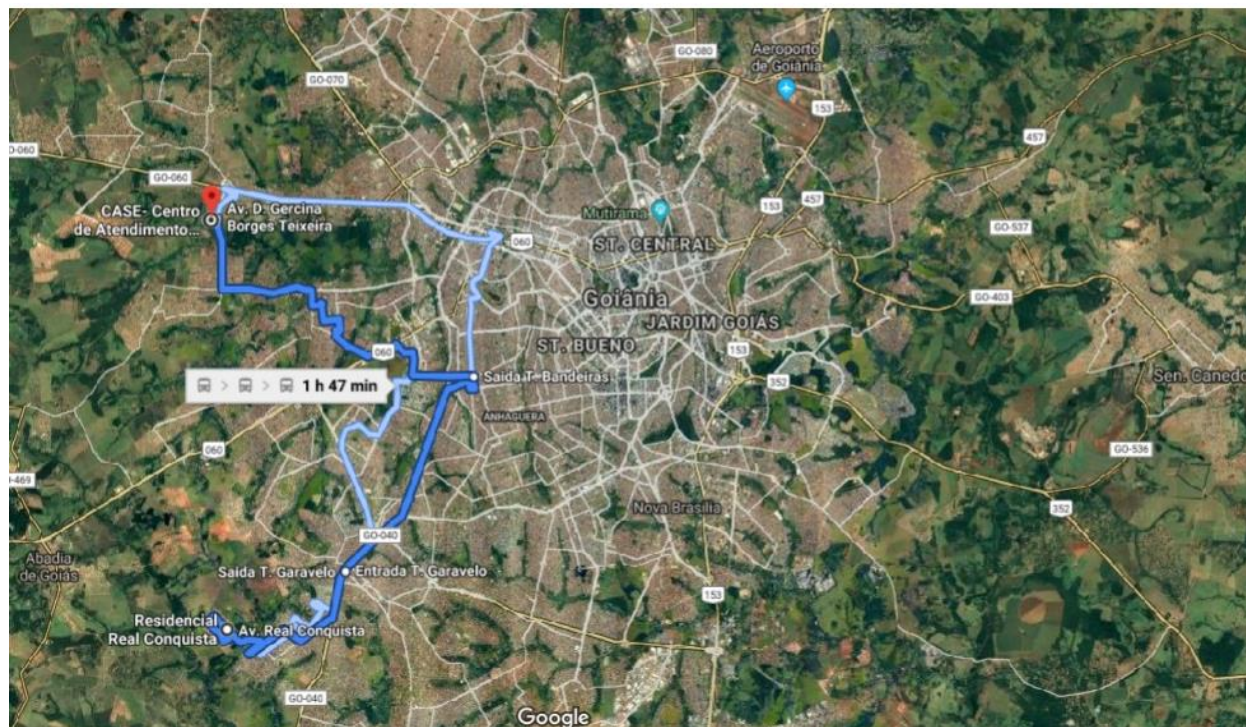 GO-080
Aeroporto
de Goiânia
GO-070
153
457
GO-060
GO-060
CASE- Centro
de Atendimento...
Av. D. Gercina
Borges Teixeira
Mutirama
153
457
060
ST. CENTRAL
GO-537
Goiânia
GO-403
JARDIM GOIÁS
ST. BUENO
060
153
Saída T. Bandeiras
352
Sen. Canedo
1 h 47 min
ANHAGUERA
060
GO-536
GO-469
Nova Brasília
352
GO-040
Abadia
de Goiás
Saída T. Garavelo
Entrada T. Garavelo
153
Residencial
Real Conquista
Av. Real Conquista
GO-040
Google